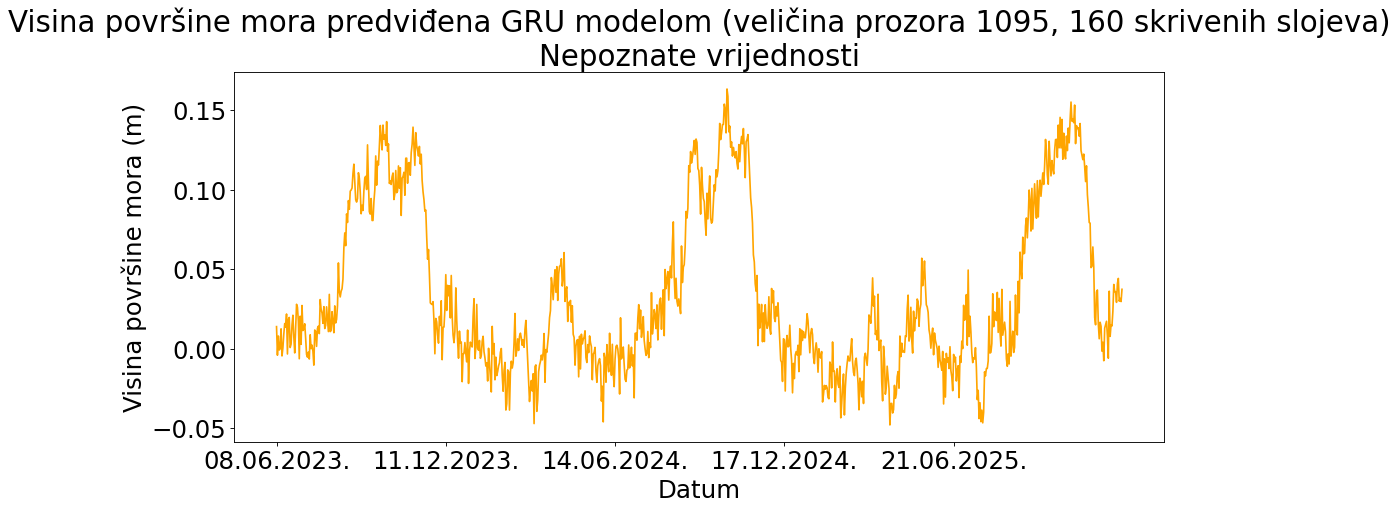 Visina površine mora predviđena GRU modelom (veličina prozora 1095, 160 skrivenih slojeva)
Nepoznate vrijednosti
Visina površine mora (m)
0.15
0.10
0.05
0.00
−0.05
08.06.2023. 11.12.2023. 14.06.2024. 17.12.2024. 21.06.2025.
Datum